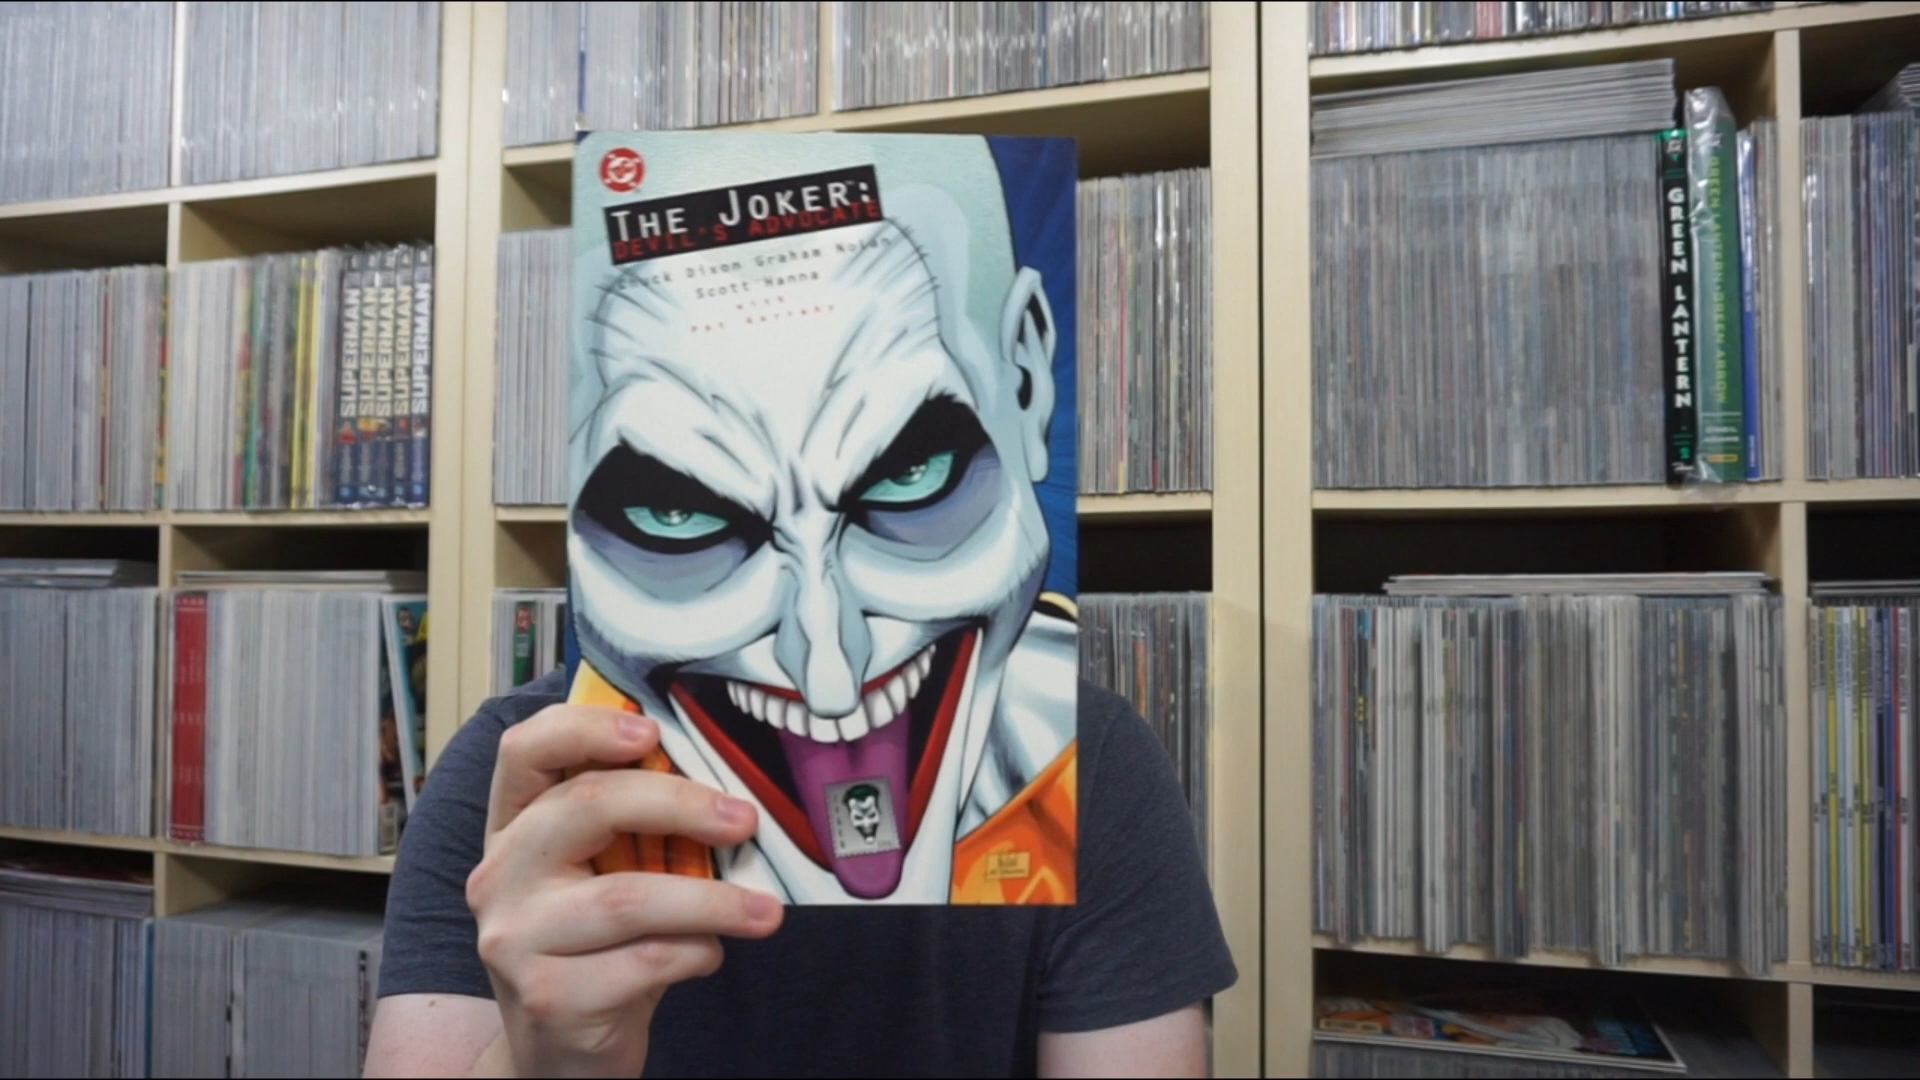 THE JOKER:
DEVIL'S ADVOCATE
Chuck Dixon Graham Nolan
Scott Hanna
with
SUPERMAN
SUPERMAN
SUPERMAN
SUPERMAN
SUPERMAN
GREEN LANTERN
GREEN LANTERN·GREEN ARROW